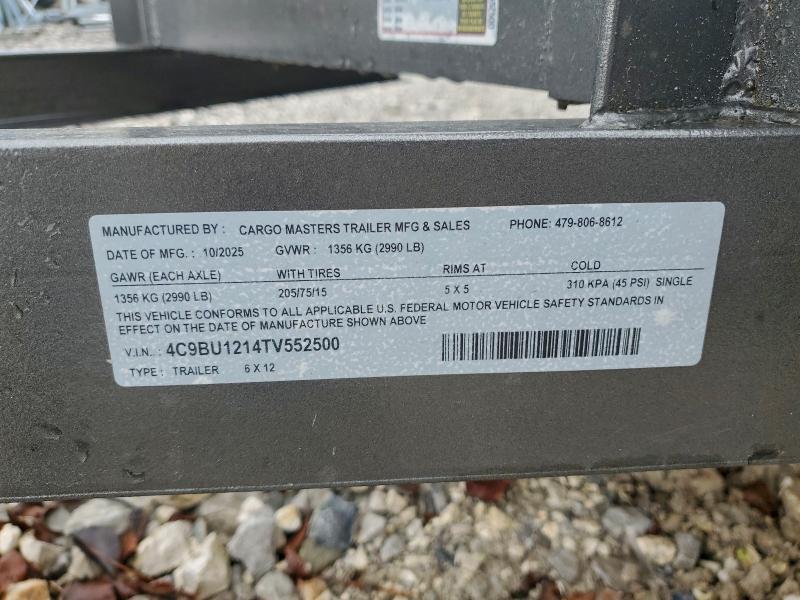 MANUFACTURED BY : CARGO MASTERS TRAILER MFG & SALES PHONE: 479-806-8612
DATE OF MFG. : 10/2025 GVWR : 1356 KG (2990 LB)
GAWR (EACH AXLE) WITH TIRES RIMS AT COLD
1356 KG (2990 LB) 205/75/15 5 X 5 310 KPA (45 PSI) SINGLE
THIS VEHICLE CONFORMS TO ALL APPLICABLE U.S. FEDERAL MOTOR VEHICLE SAFETY STANDARDS IN
EFFECT ON THE DATE OF MANUFACTURE SHOWN ABOVE
V.I.N. : 4C9BU1214TV552500
TYPE : TRAILER 6 X 12